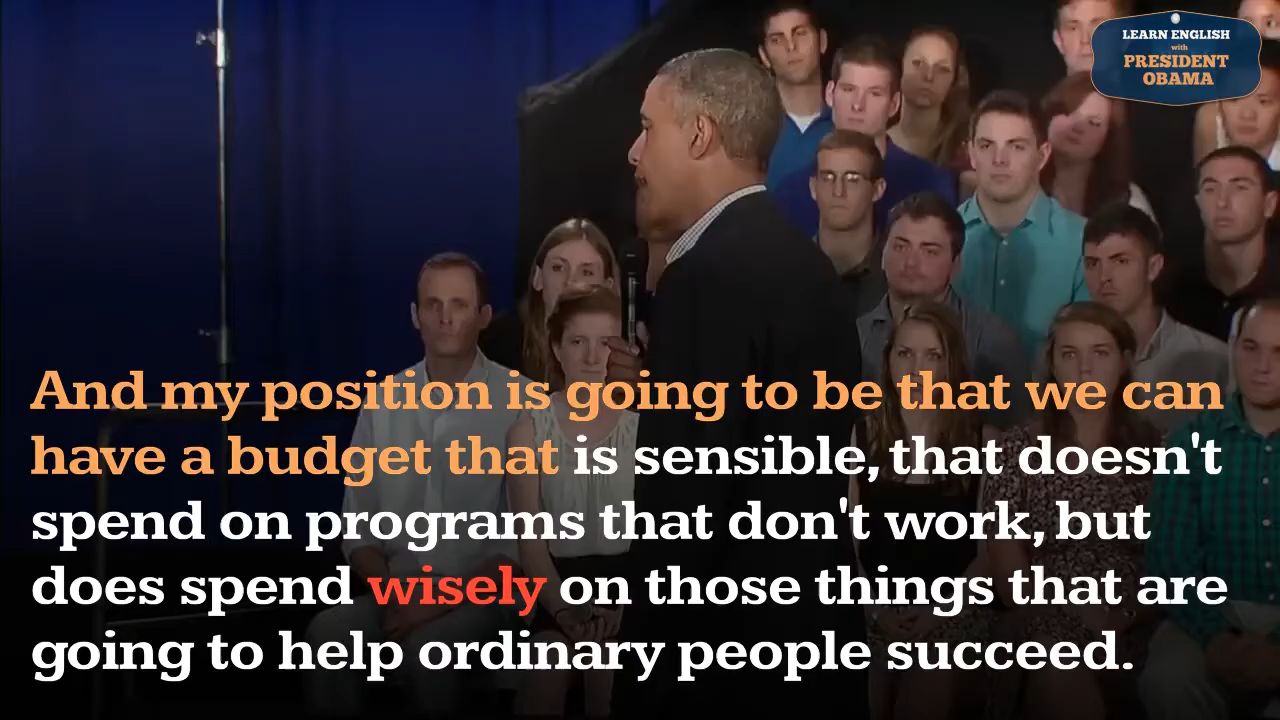 LEARN ENGLISH
with
PRESIDENT
OBAMA
And my position is going to be that we can
have a budget that is sensible, that doesn't
spend on programs that don't work, but
does spend wisely on those things that are
going to help ordinary people succeed.